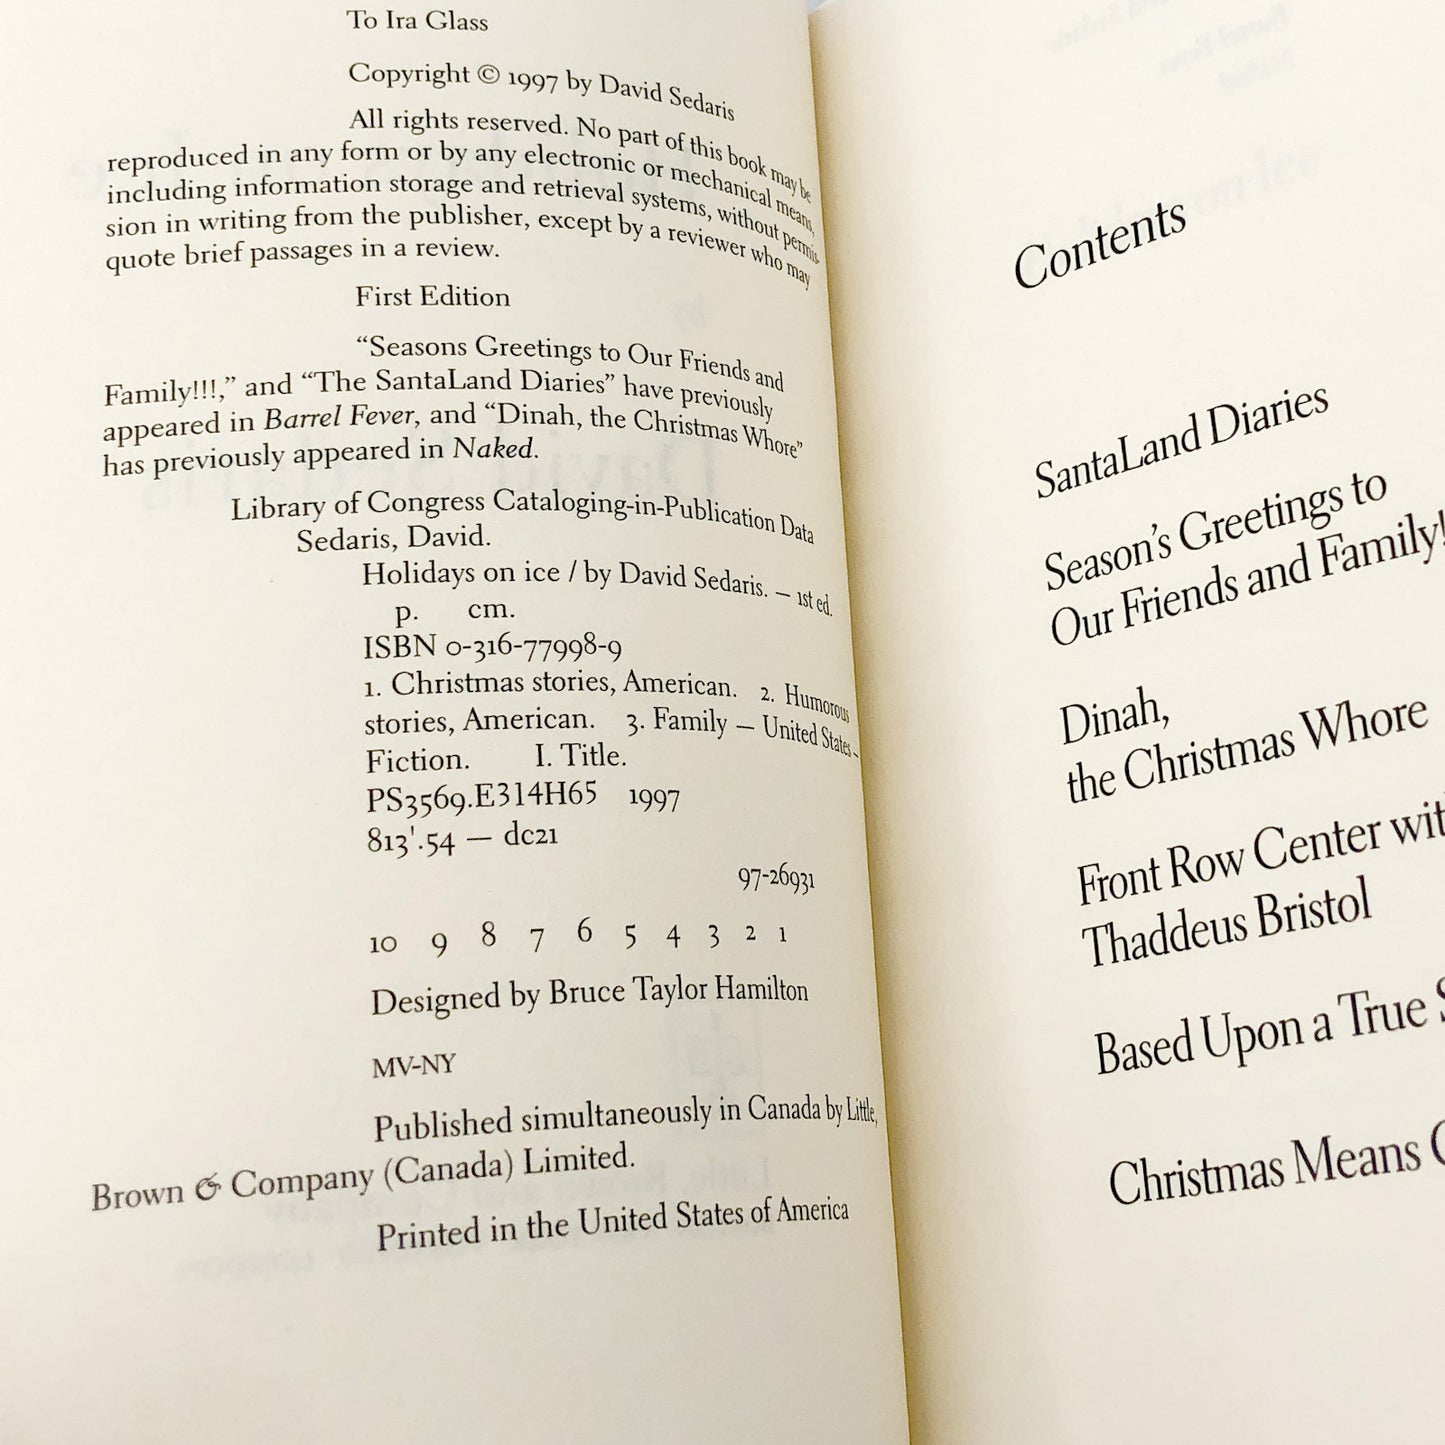 To Ira Glass
Copyright © 1997 by David Sedaris
All rights reserved. No part of this book may be
reproduced in any form or by any electronic or mechanical means,
including information storage and retrieval systems, without permis-
sion in writing from the publisher, except by a reviewer who may
quote brief passages in a review.
First Edition
“Seasons Greetings to Our Friends and
Family!!!,” and “The SantaLand Diaries” have previously
appeared in Barrel Fever, and “Dinah, the Christmas Whore”
has previously appeared in Naked.
Library of Congress Cataloging-in-Publication Data
Sedaris, David.
Holidays on ice / by David Sedaris. — 1st ed.
p. cm.
ISBN 0-316-77998-9
1. Christmas stories, American. 2. Humorous
stories, American. 3. Family — United States –
Fiction. I. Title.
PS3569.E314H65 1997
813'.54 — dc21
97-26931
10 9 8 7 6 5 4 3 2 1
Designed by Bruce Taylor Hamilton
MV-NY
Published simultaneously in Canada by Little,
Brown & Company (Canada) Limited.
Printed in the United States of America
Contents
SantaLand Diaries
Season’s Greetings to
Our Friends and Family!
Dinah,
the Christmas Whore
Front Row Center
Thaddeus Bristol
Based Upon a True
Christmas Means